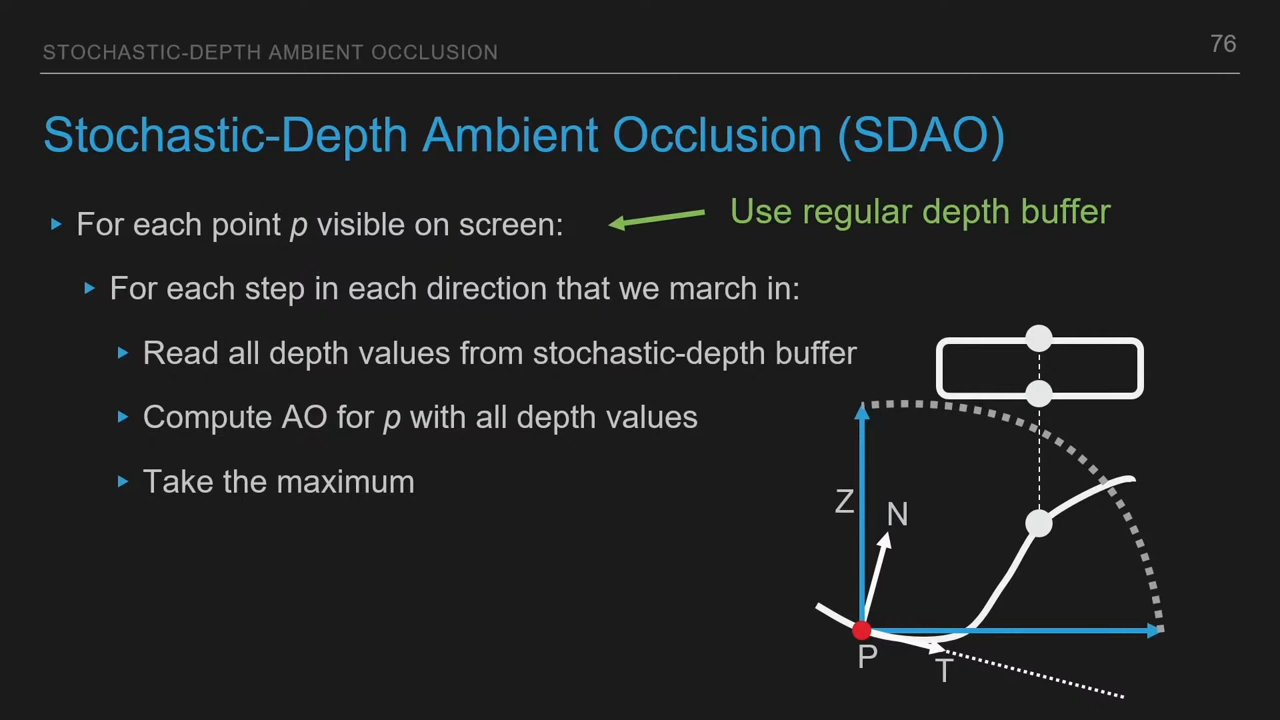 STOCHASTIC-DEPTH AMBIENT OCCLUSION
76
Stochastic-Depth Ambient Occlusion (SDAO)
For each point p visible on screen:
Use regular depth buffer
For each step in each direction that we march in:
Read all depth values from stochastic-depth buffer
Compute AO for p with all depth values
Take the maximum
Z
N
P
T